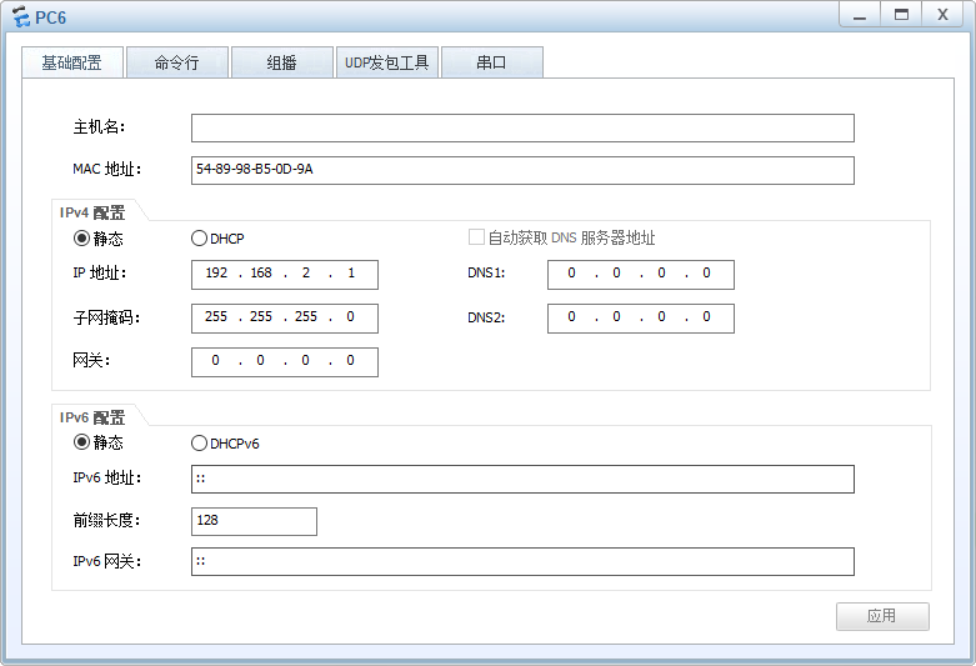 PC6
基础配置 命令行 组播 UDP发包工具 串口
主机名:
MAC 地址: 54-89-98-B5-0D-9A
IPv4 配置
静态 DHCP 自动获取 DNS 服务器地址
IP 地址: 192 . 168 . 2 . 1 DNS1: 0 . 0 . 0 . 0
子网掩码: 255 . 255 . 255 . 0 DNS2: 0 . 0 . 0 . 0
网关: 0 . 0 . 0 . 0
IPv6 配置
静态 DHCPv6
IPv6 地址: ::
前缀长度: 128
IPv6 网关: ::
应用